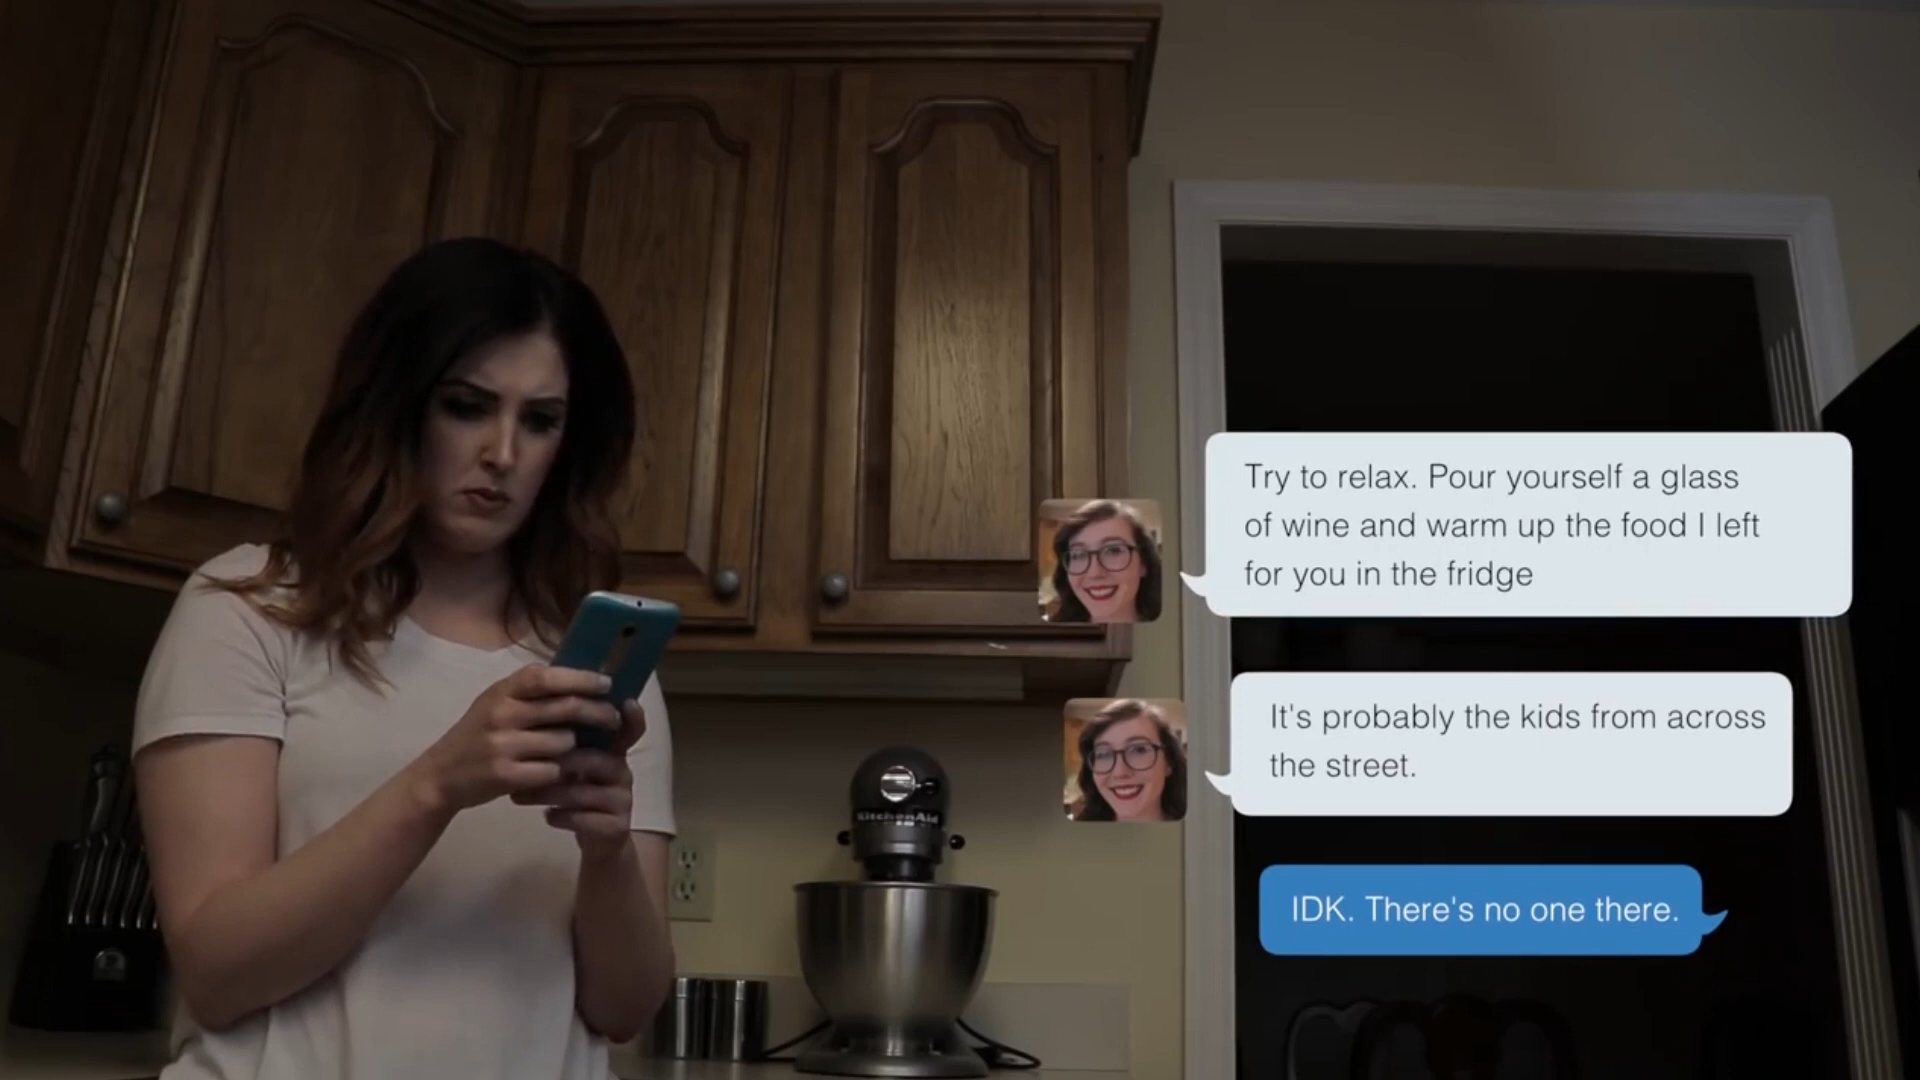 Try to relax. Pour yourself a glass
of wine and warm up the food I left
for you in the fridge
It's probably the kids from across
the street.
IDK. There's no one there.
KitchenAid